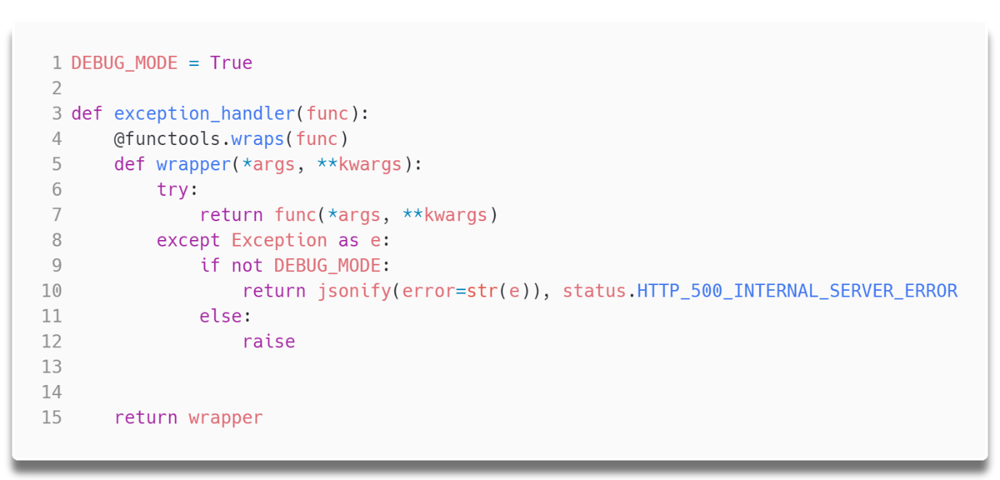 1 DEBUG_MODE = True
2
3 def exception_handler(func):
4     @functools.wraps(func)
5     def wrapper(*args, **kwargs):
6         try:
7             return func(*args, **kwargs)
8         except Exception as e:
9             if not DEBUG_MODE:
10                 return jsonify(error=str(e)), status.HTTP_500_INTERNAL_SERVER_ERROR
11             else:
12                 raise
13
14
15     return wrapper